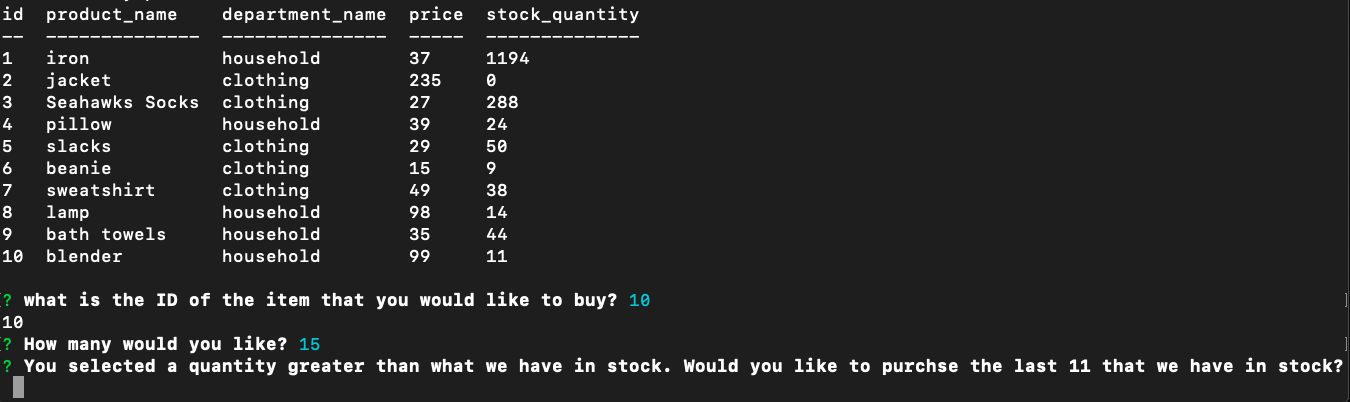 id  product_name    department_name  price  stock_quantity
--  --------------  ---------------  -----  --------------
1   iron            household        37     1194
2   jacket          clothing         235    0
3   Seahawks Socks  clothing         27     288
4   pillow          household        39     24
5   slacks          clothing         29     50
6   beanie          clothing         15     9
7   sweatshirt      clothing         49     38
8   lamp            household        98     14
9   bath towels     household        35     44
10  blender         household        99     11
? what is the ID of the item that you would like to buy? 10
10
? How many would you like? 15
? You selected a quantity greater than what we have in stock. Would you like to purchse the last 11 that we have in stock?